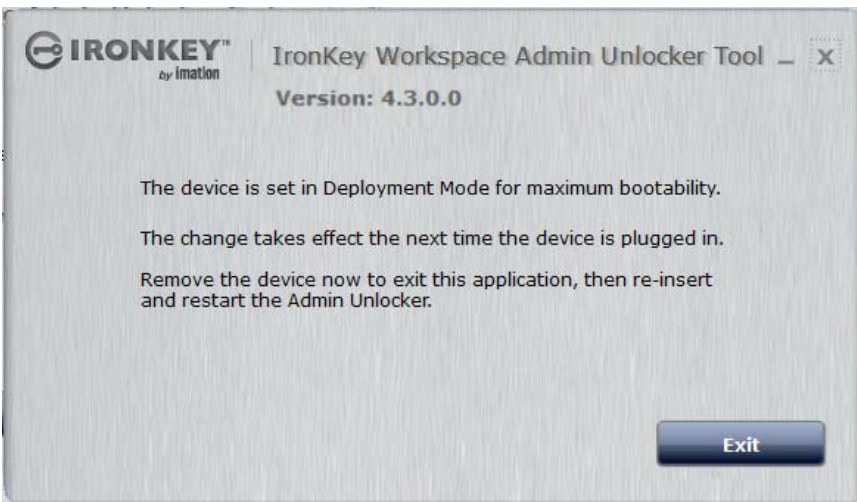 IRONKEY™
by imation
IronKey Workspace Admin Unlocker Tool
Version: 4.3.0.0
The device is set in Deployment Mode for maximum bootability.
The change takes effect the next time the device is plugged in.
Remove the device now to exit this application, then re-insert
and restart the Admin Unlocker.
Exit